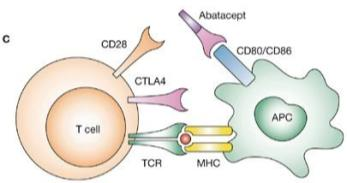 c
Abatacept
CD28
CD80/CD86
CTLA4
T cell
APC
TCR
MHC